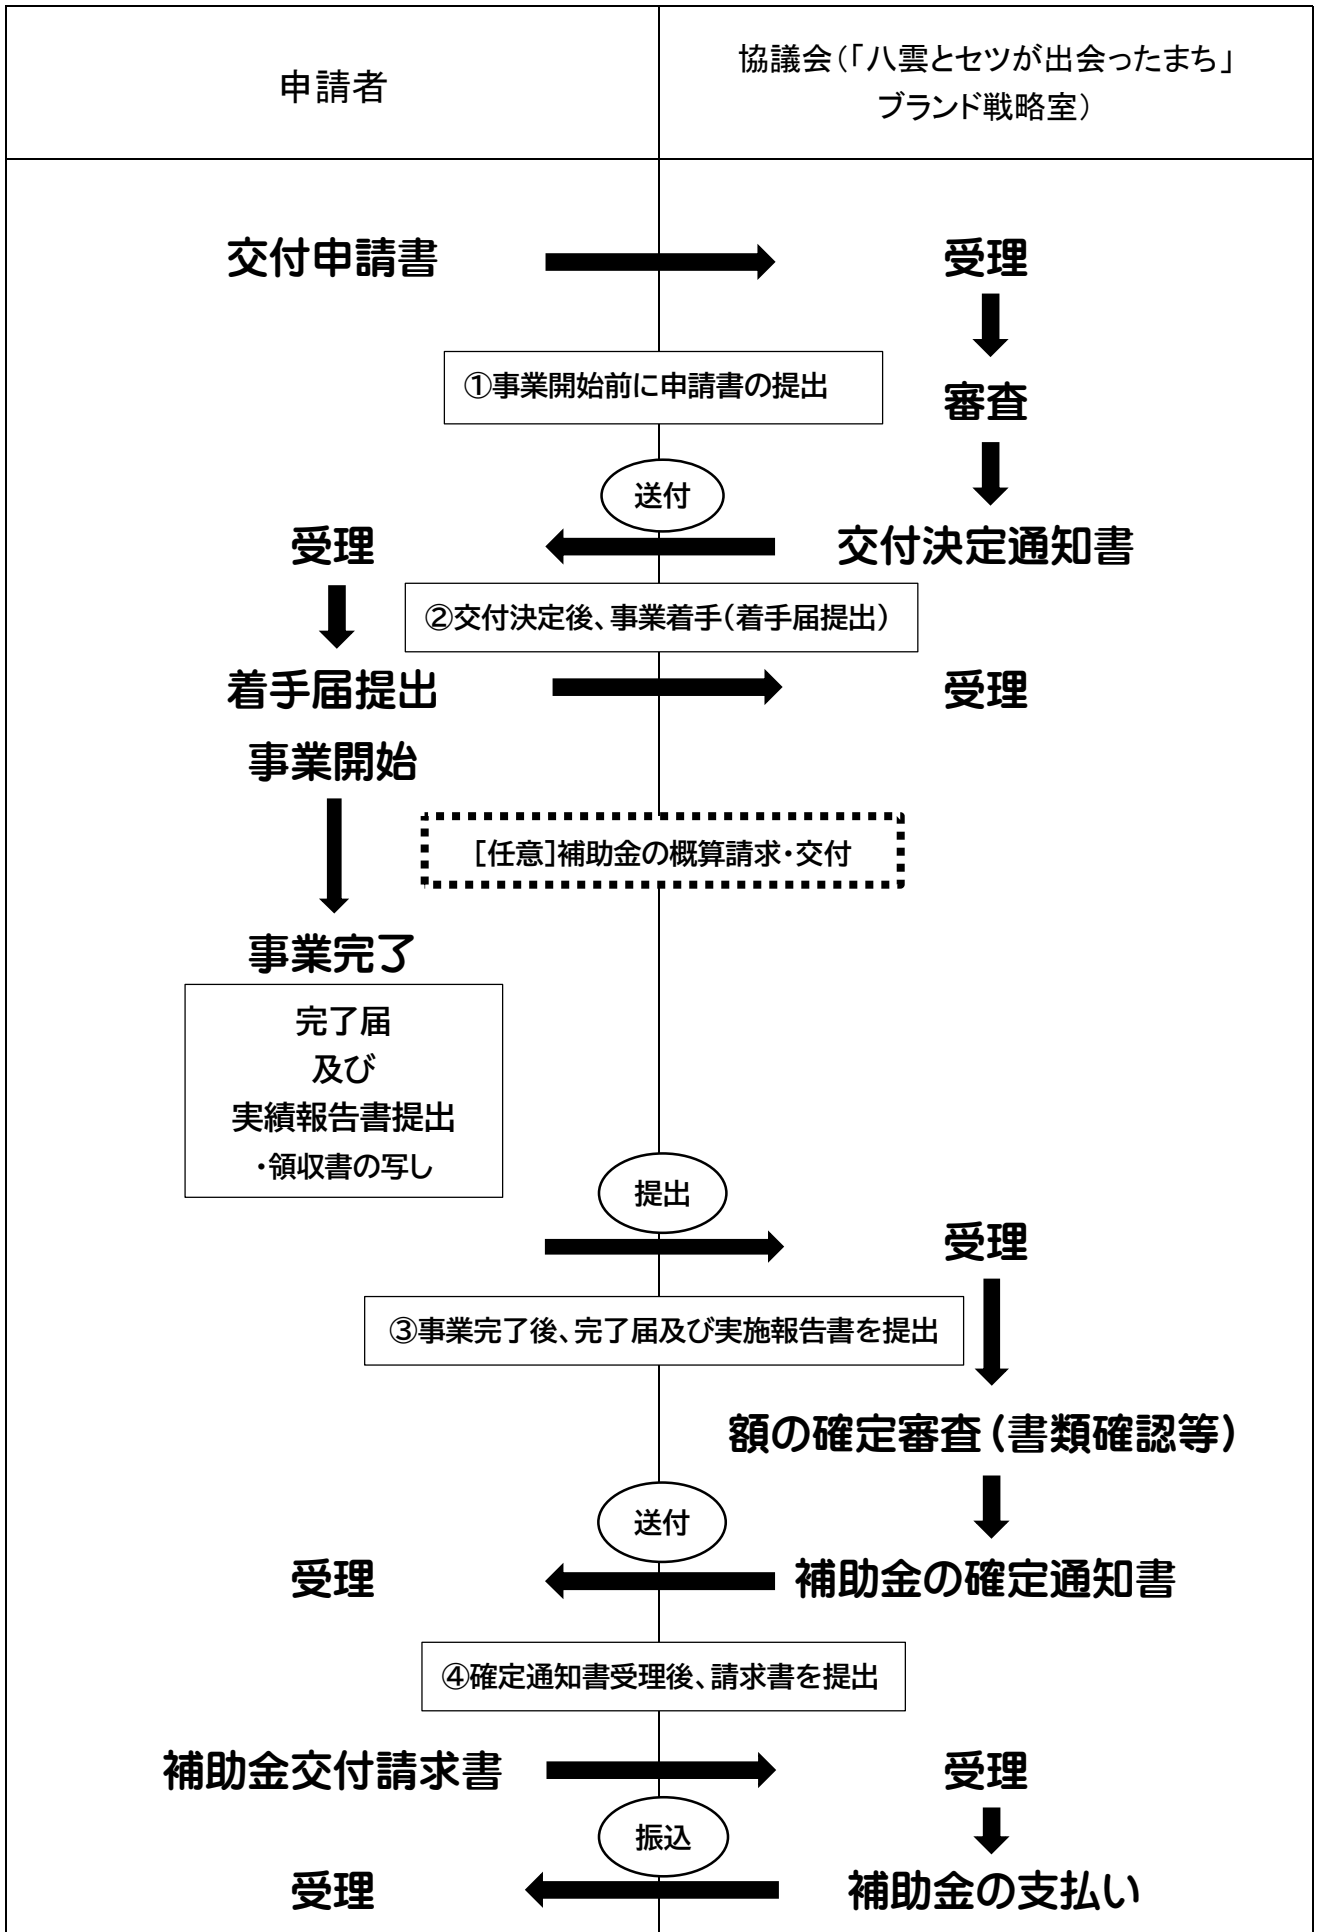 申請者
協議会(「八雲とセツが出会ったまち」
ブランド戦略室)
交付申請書
受理
①事業開始前に申請書の提出
審査
送付
受理
交付決定通知書
②交付決定後、事業着手(着手届提出)
着手届提出
受理
事業開始
[任意]補助金の概算請求・交付
事業完了
完了届
及び
実績報告書提出
・領収書の写し
提出
受理
③事業完了後、完了届及び実施報告書を提出
額の確定審査(書類確認等)
送付
受理
補助金の確定通知書
④確定通知書受理後、請求書を提出
補助金交付請求書
受理
振込
受理
補助金の支払い